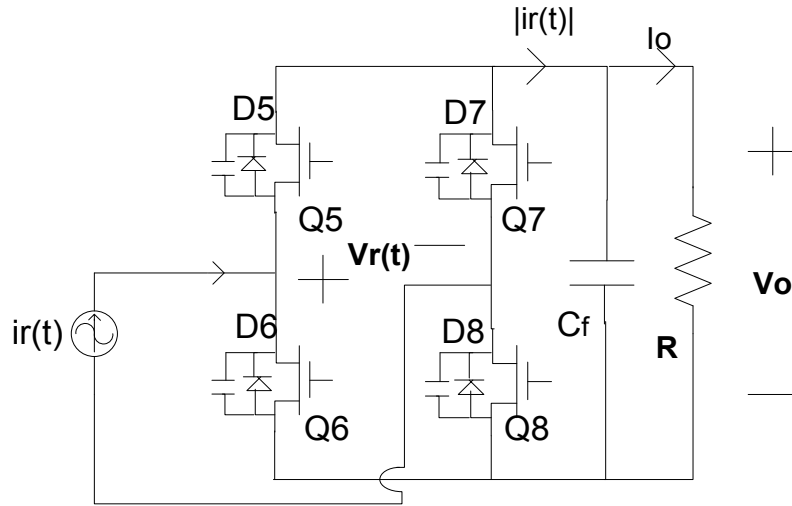 |ir(t)|
Io
D5
D7
Q5
Q7
+ Vr(t) —
+
ir(t)
D6
D8
Cf
R
Vo
Q6
Q8
—